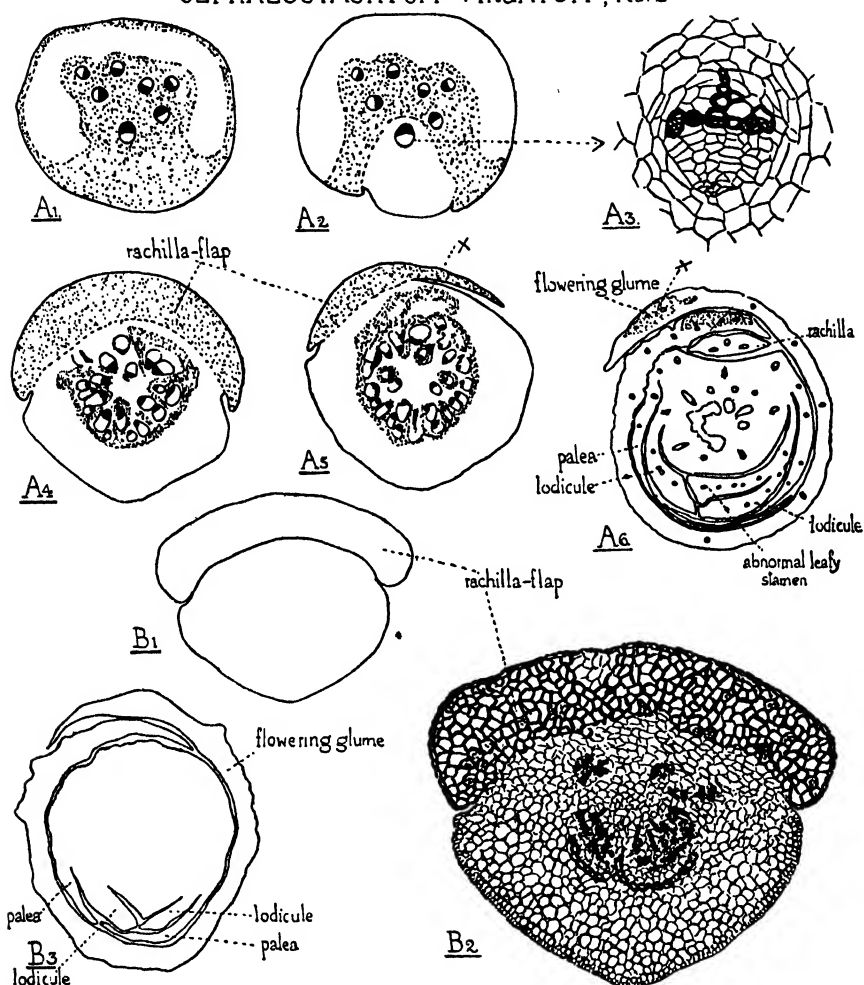 A1.
A2
A3.
rachilla-flap
x
A4
A5
flowering glume
x
rachilla
palea
lodicule
lodicule
A6
abnormal leafy
stamen
B1
rachilla-flap
flowering glume
palea
lodicule
palea
B3
lodicule
B2